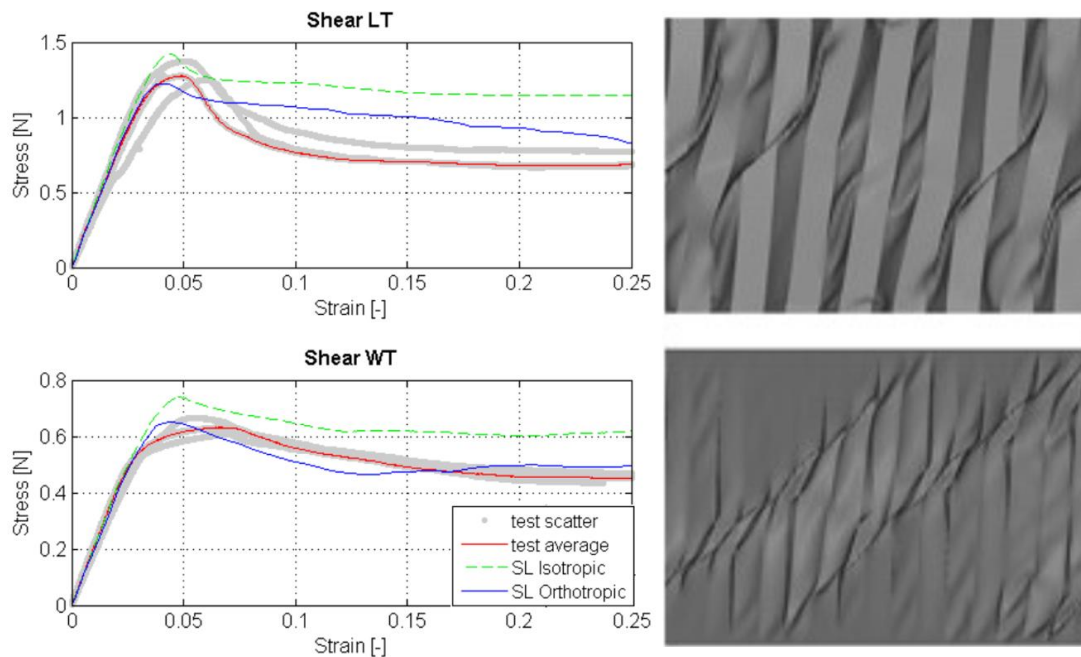 Shear LT
1.5
1
0.5
0
Stress [N]
0 0.05 0.1 0.15 0.2 0.25
Strain [-]
Shear WT
0.8
0.6
0.4
0.2
0
Stress [N]
test scatter
test average
SL Isotropic
SL Orthotropic
0 0.05 0.1 0.15 0.2 0.25
Strain [-]